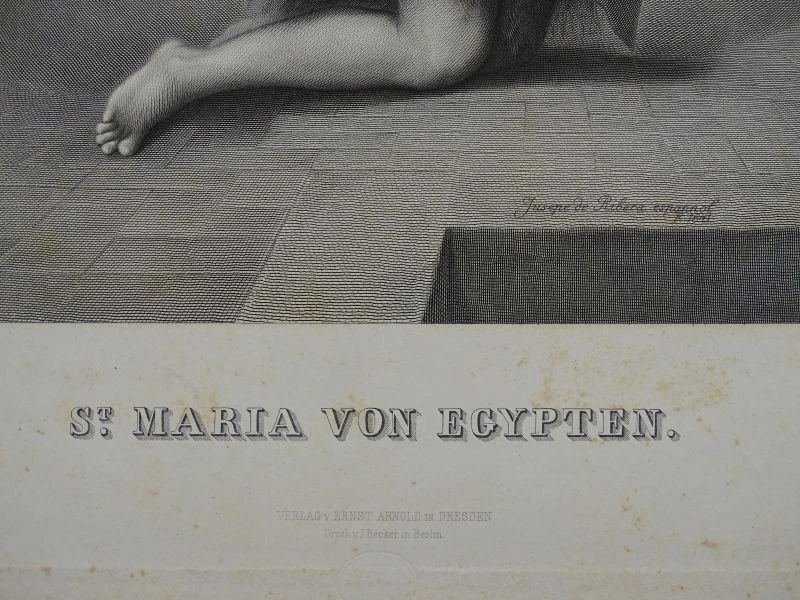 Jusepe de Ribera español
F.
ST. MARIA VON EGYPTEN.
VERLAG v. ERNST ARNOLD IN DRESDEN
Druck v. J. Becker in Berlin.